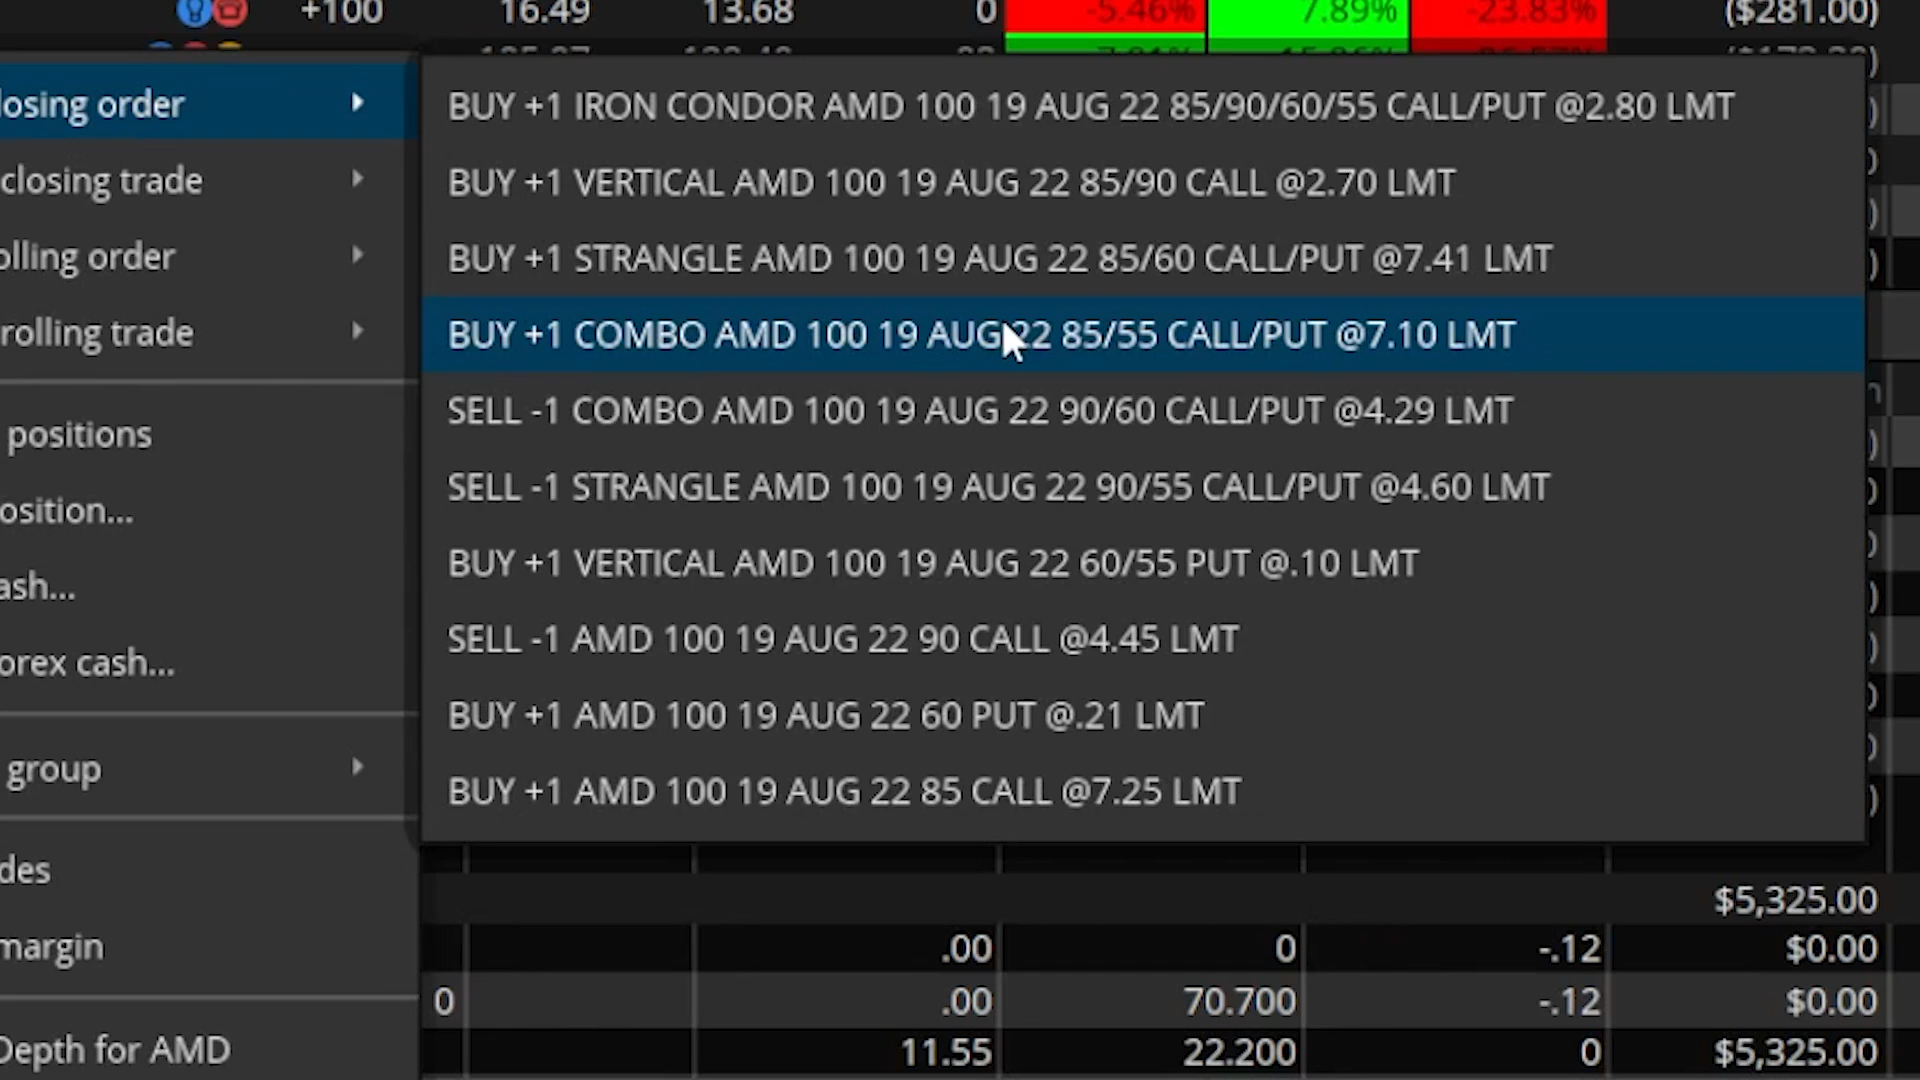 +100 16.49 13.68 0 -5.46% 7.89% -23.83% ($281.00)
losing order
closing trade
olling order
rolling trade
positions
osition...
ash...
orex cash...
group
des
margin
Depth for AMD
BUY +1 IRON CONDOR AMD 100 19 AUG 22 85/90/60/55 CALL/PUT @2.80 LMT
BUY +1 VERTICAL AMD 100 19 AUG 22 85/90 CALL @2.70 LMT
BUY +1 STRANGLE AMD 100 19 AUG 22 85/60 CALL/PUT @7.41 LMT
BUY +1 COMBO AMD 100 19 AUG 22 85/55 CALL/PUT @7.10 LMT
SELL -1 COMBO AMD 100 19 AUG 22 90/60 CALL/PUT @4.29 LMT
SELL -1 STRANGLE AMD 100 19 AUG 22 90/55 CALL/PUT @4.60 LMT
BUY +1 VERTICAL AMD 100 19 AUG 22 60/55 PUT @.10 LMT
SELL -1 AMD 100 19 AUG 22 90 CALL @4.45 LMT
BUY +1 AMD 100 19 AUG 22 60 PUT @.21 LMT
BUY +1 AMD 100 19 AUG 22 85 CALL @7.25 LMT
$5,325.00
.00 0 -.12 $0.00
0 .00 70.700 -.12 $0.00
11.55 22.200 0 $5,325.00